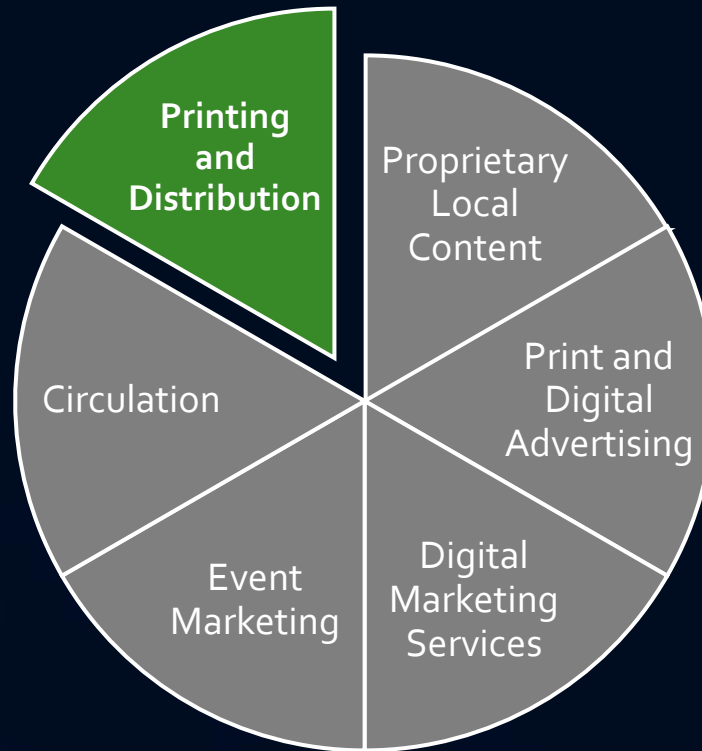 Printing
and
Distribution
Proprietary
Local
Content
Print and
Digital
Advertising
Digital
Marketing
Services
Event
Marketing
Circulation